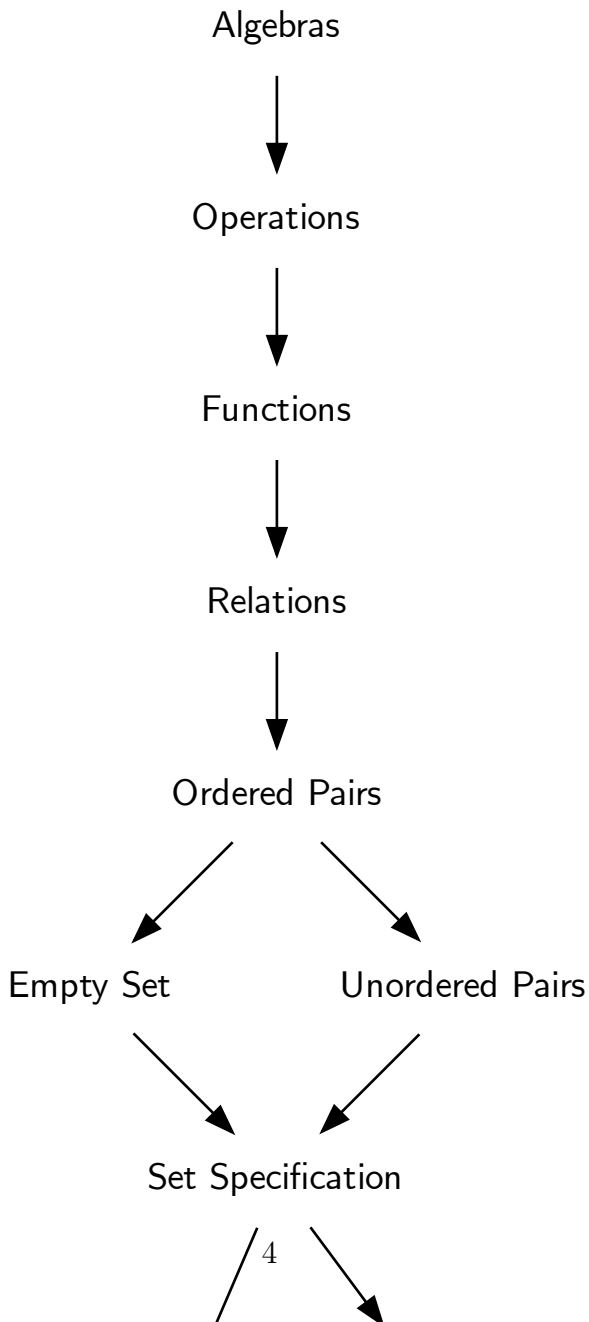 Algebras
Operations
Functions
Relations
Ordered Pairs
Empty Set Unordered Pairs
Set Specification
4